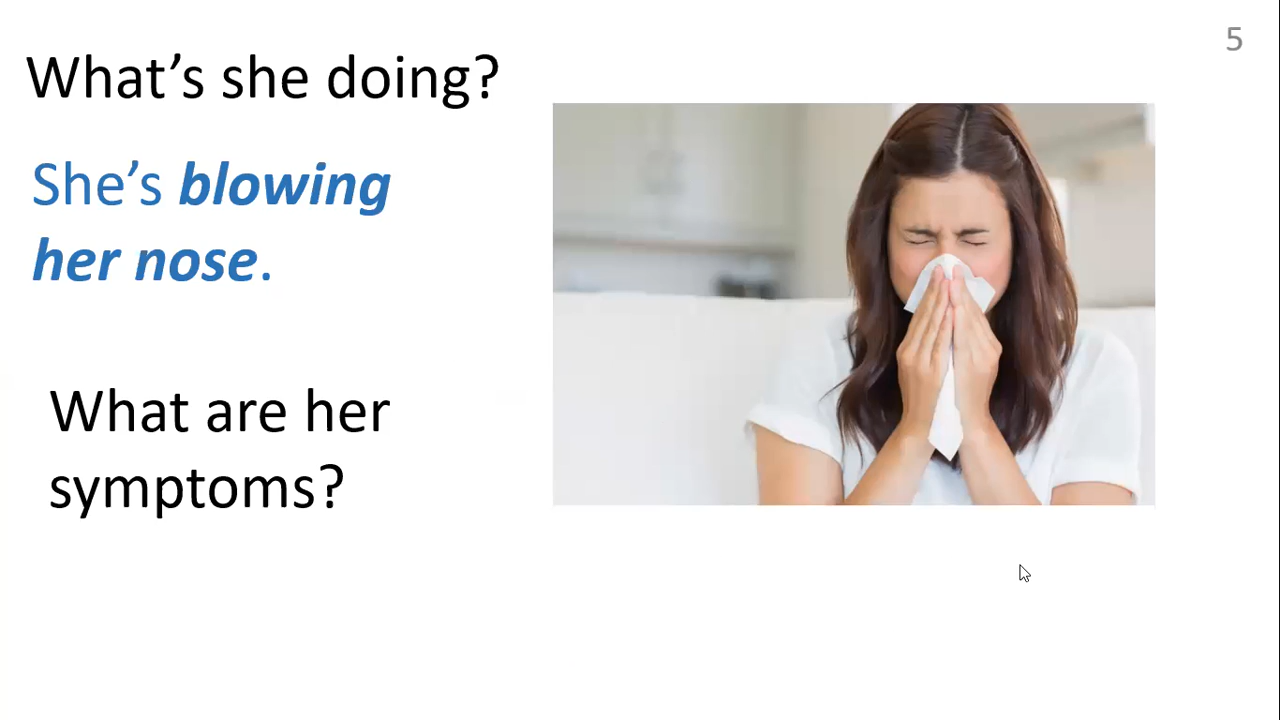 5
What’s she doing?
She’s blowing
her nose.
What are her
symptoms?